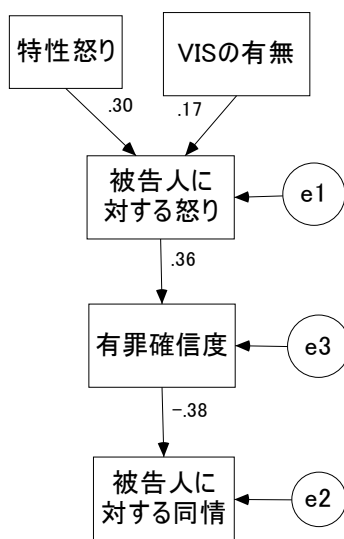 特性怒り
VISの有無
.30
.17
被告人に
対する怒り
e1
.36
有罪確信度
e3
-.38
被告人に
対する同情
e2